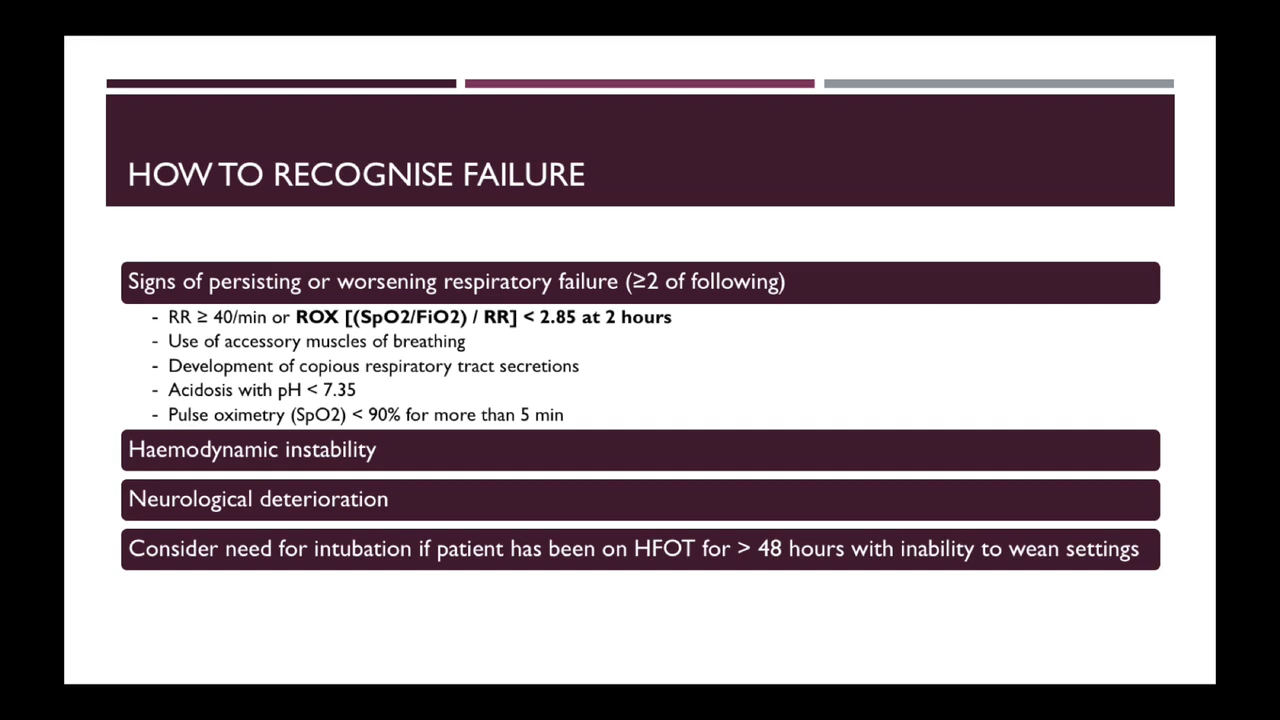 HOW TO RECOGNISE FAILURE
Signs of persisting or worsening respiratory failure (≥2 of following)
- RR ≥ 40/min or ROX [(SpO2/FiO2) / RR] < 2.85 at 2 hours
- Use of accessory muscles of breathing
- Development of copious respiratory tract secretions
- Acidosis with pH < 7.35
- Pulse oximetry (SpO2) < 90% for more than 5 min
Haemodynamic instability
Neurological deterioration
Consider need for intubation if patient has been on HFOT for > 48 hours with inability to wean settings